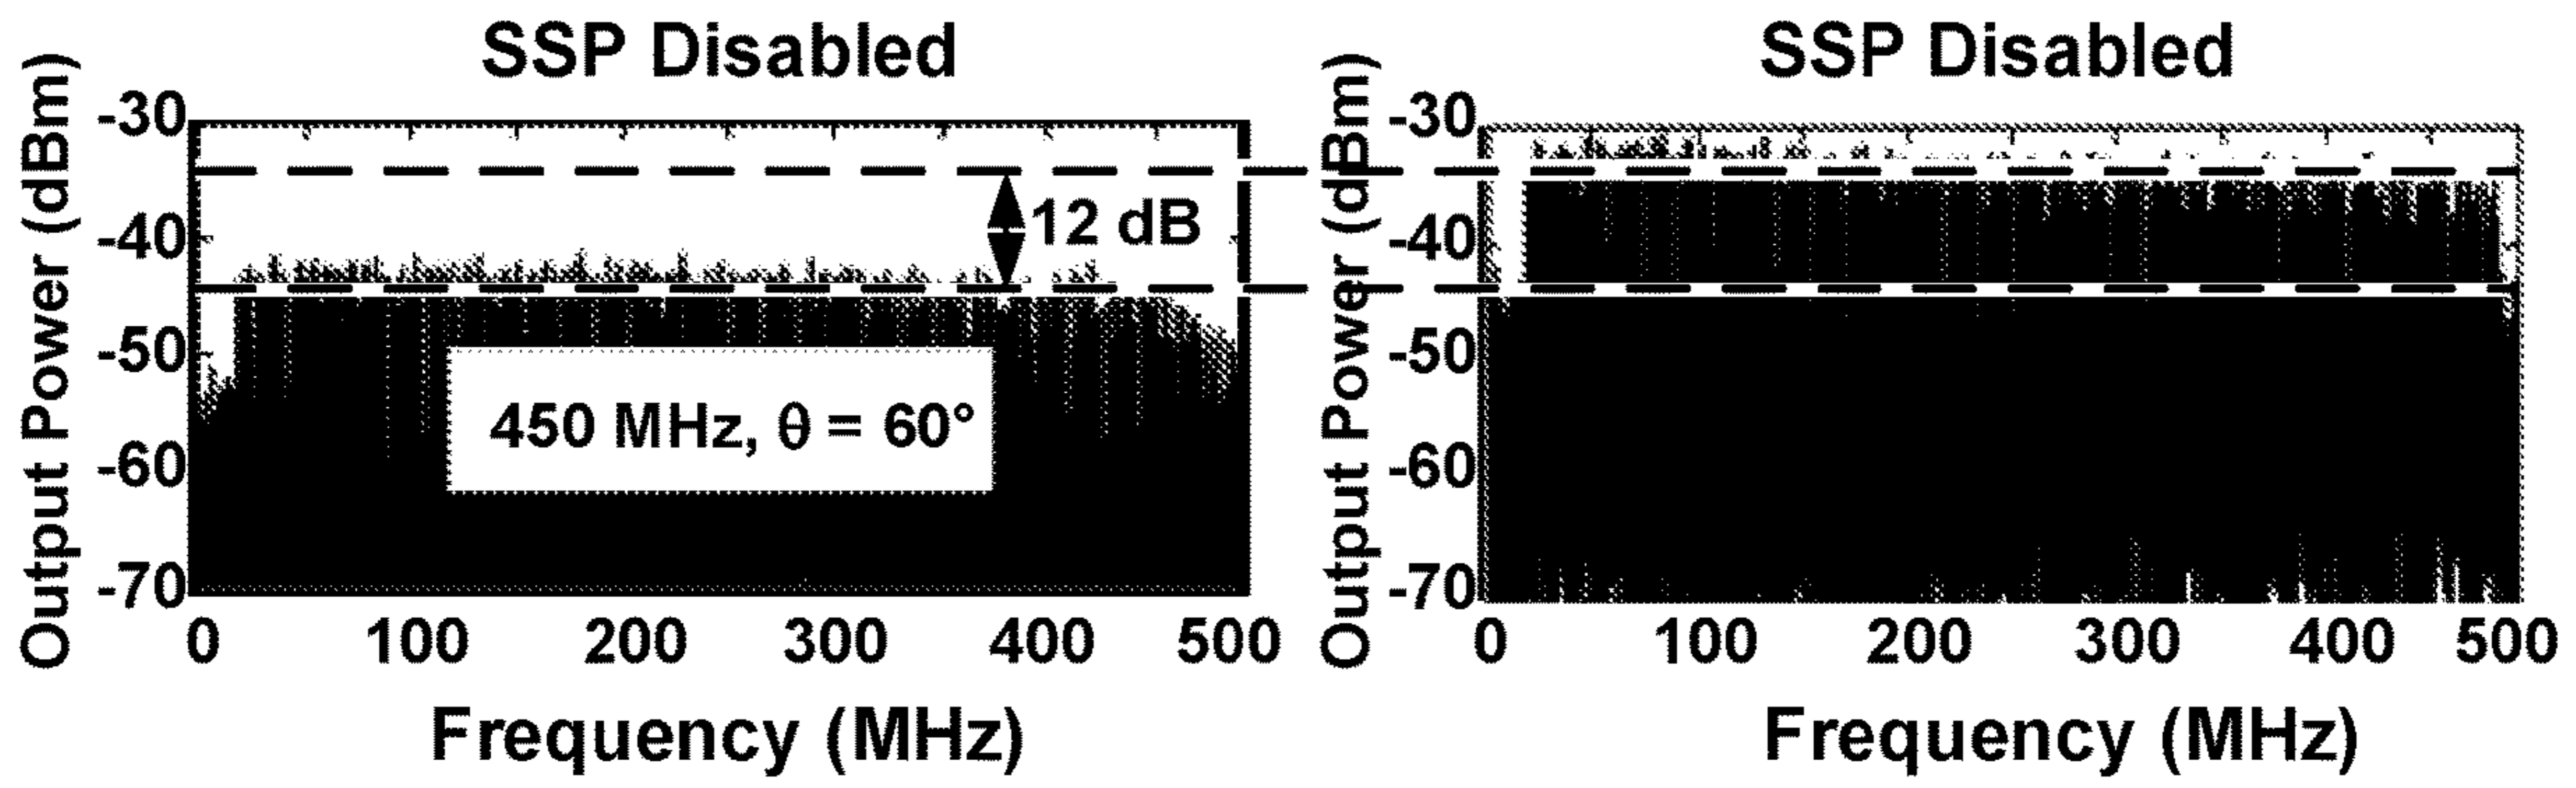 SSP Disabled
Output Power (dBm)
-30
-40
-50
-60
-70
12 dB
450 MHz, θ = 60°
0 100 200 300 400 500
Frequency (MHz)
SSP Disabled
Output Power (dBm)
-30
-40
-50
-60
-70
0 100 200 300 400 500
Frequency (MHz)